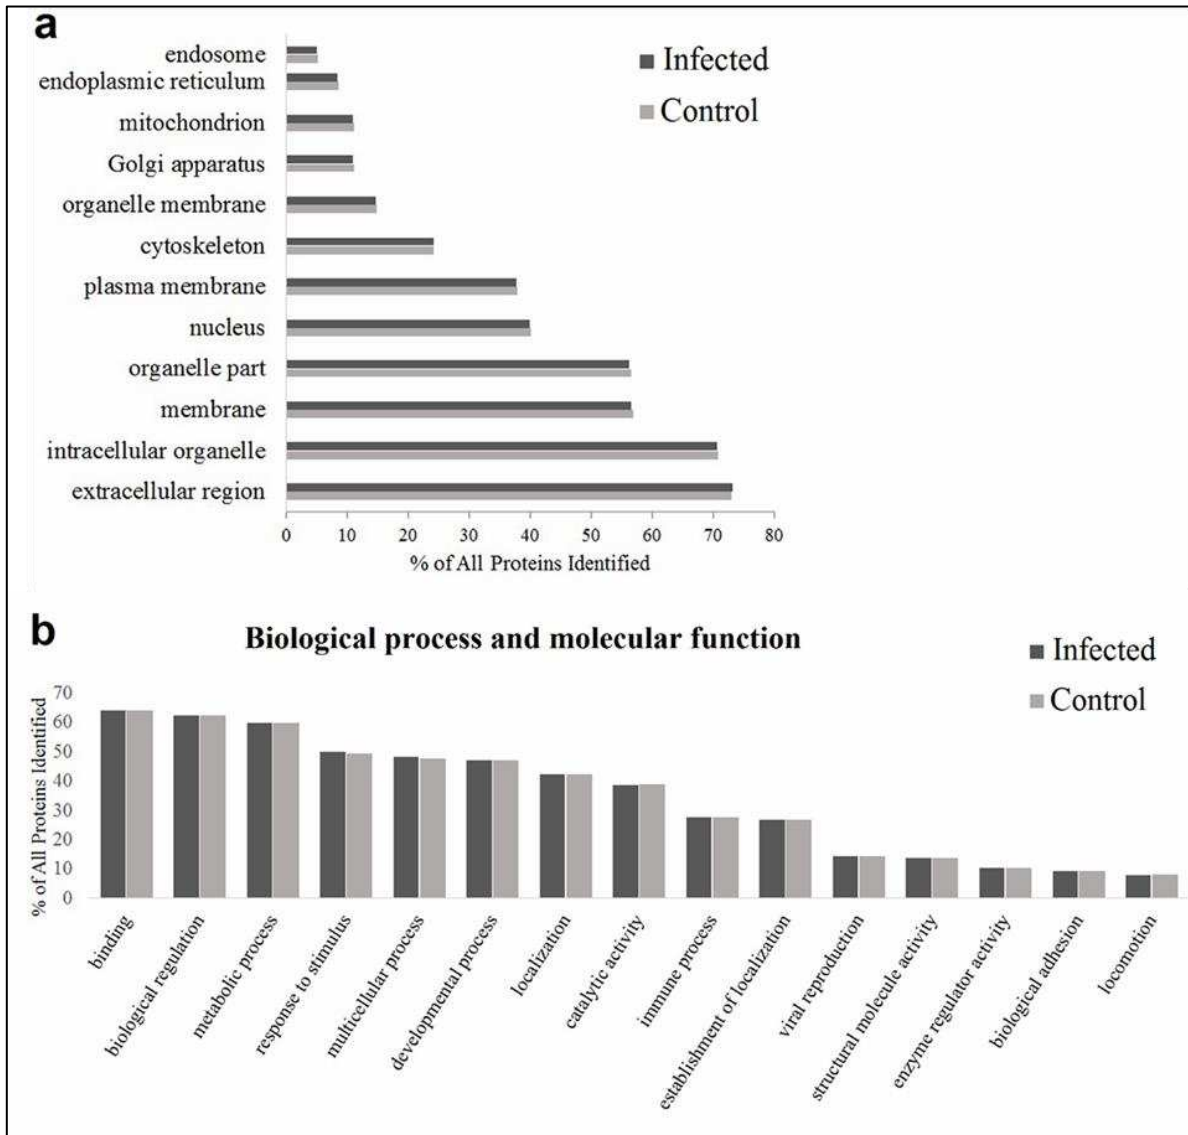 a
Infected
Control
endosome
endoplasmic reticulum
mitochondrion
Golgi apparatus
organelle membrane
cytoskeleton
plasma membrane
nucleus
organelle part
membrane
intracellular organelle
extracellular region
0 10 20 30 40 50 60 70 80
% of All Proteins Identified
b
Biological process and molecular function
Infected
Control
% of All Proteins Identified
70
60
50
40
30
20
10
0
binding
biological regulation
metabolic process
response to stimulus
multicellular process
developmental process
localization
catalytic activity
immune process
establishment of localization
viral reproduction
structural molecule activity
enzyme regulator activity
biological adhesion
locomotion